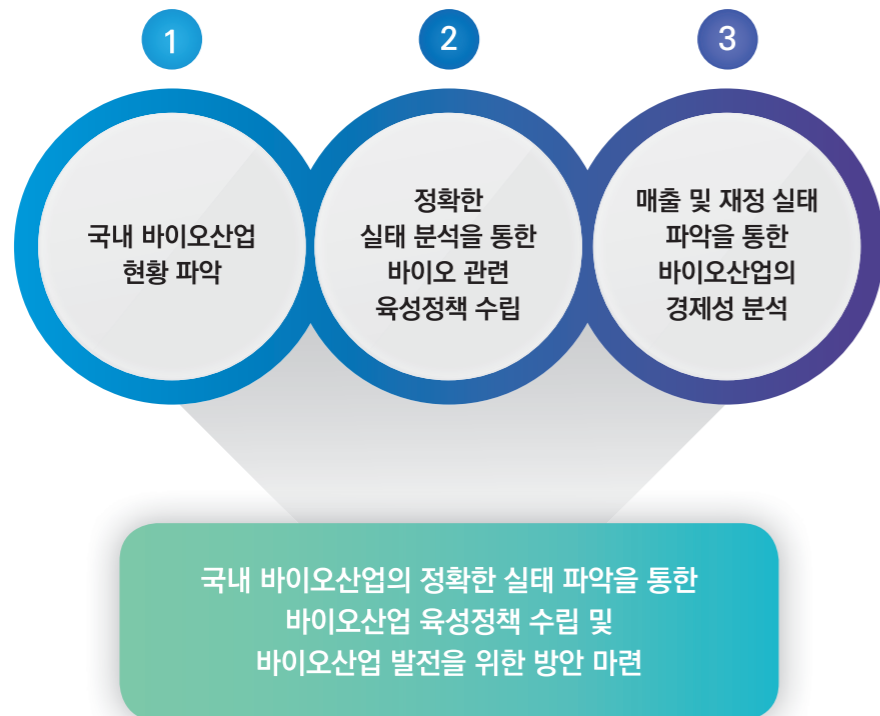 1
국내 바이오산업
현황 파악
2
정확한
실태 분석을 통한
바이오 관련
육성정책 수립
3
매출 및 재정 실태
파악을 통한
바이오산업의
경제성 분석
국내 바이오산업의 정확한 실태 파악을 통한
바이오산업 육성정책 수립 및
바이오산업 발전을 위한 방안 마련